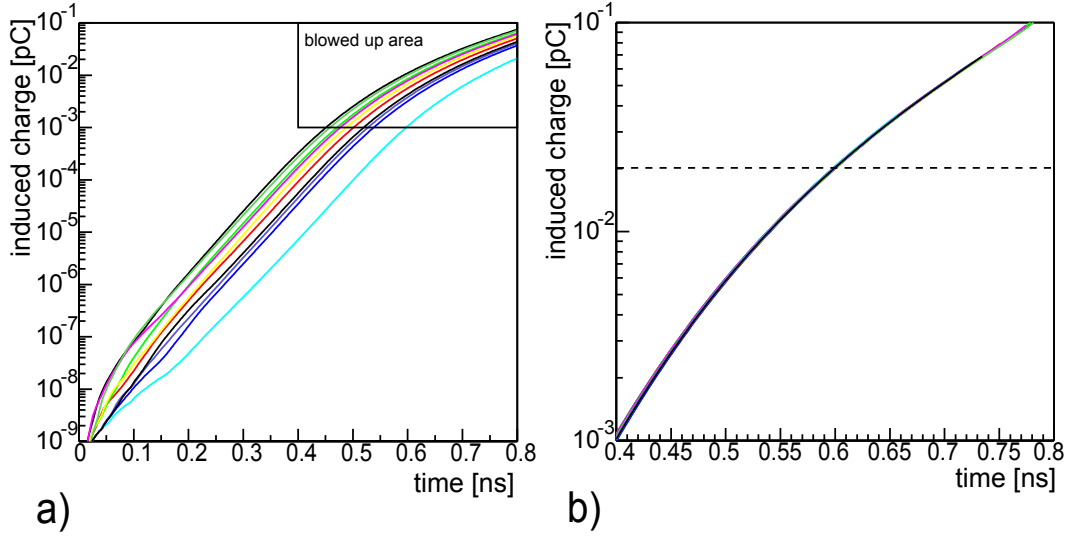 induced charge [pC]
10^-1
10^-2
10^-3
10^-4
10^-5
10^-6
10^-7
10^-8
10^-9
blowed up area
0 0.1 0.2 0.3 0.4 0.5 0.6 0.7 0.8
time [ns]
a)
induced charge [pC]
10^-1
10^-2
10^-3
0.4 0.45 0.5 0.55 0.6 0.65 0.7 0.75 0.8
time [ns]
b)